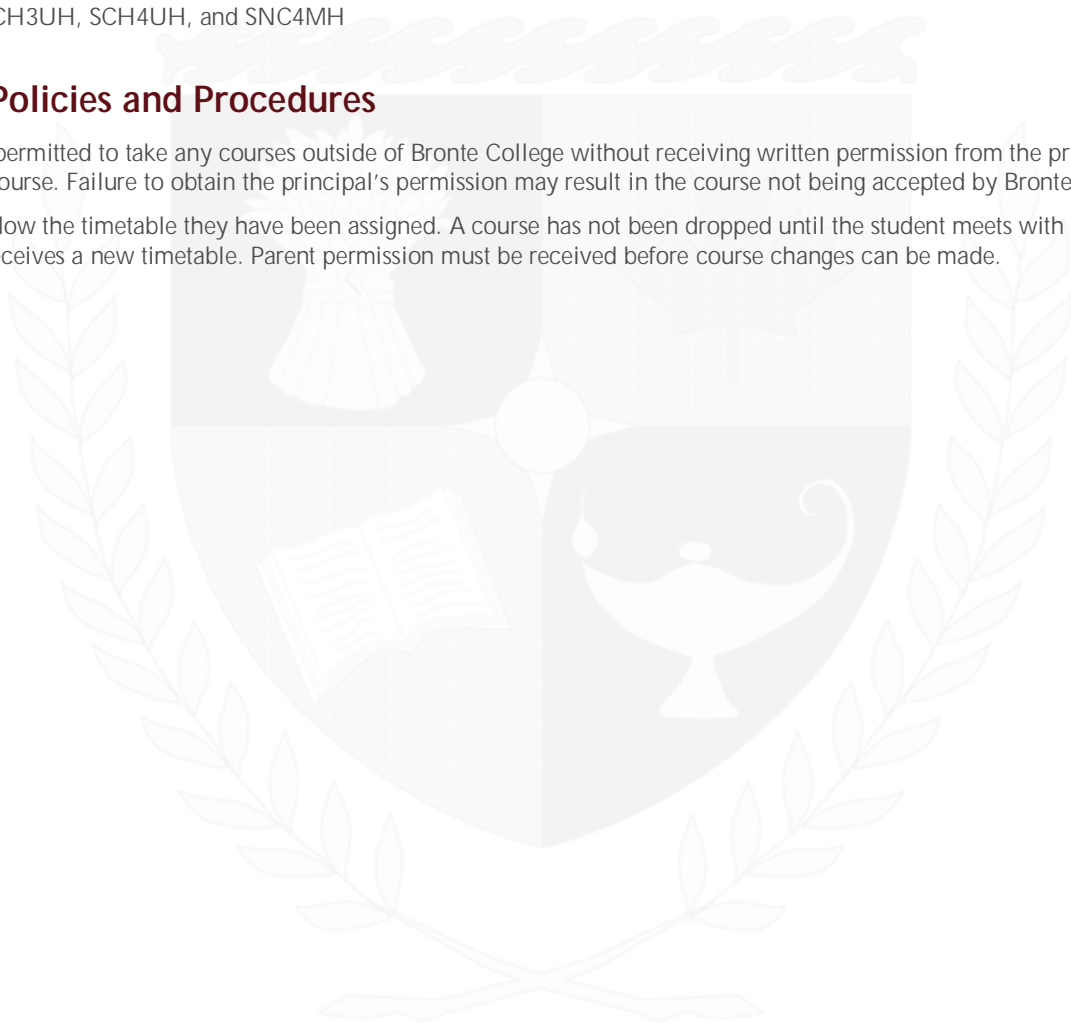 CH3UH, SCH4UH, and SNC4MH
Policies and Procedures
permitted to take any courses outside of Bronte College without receiving written permission from the pr
ourse. Failure to obtain the principal's permission may result in the course not being accepted by Bronte
low the timetable they have been assigned. A course has not been dropped until the student meets with
eceives a new timetable. Parent permission must be received before course changes can be made.